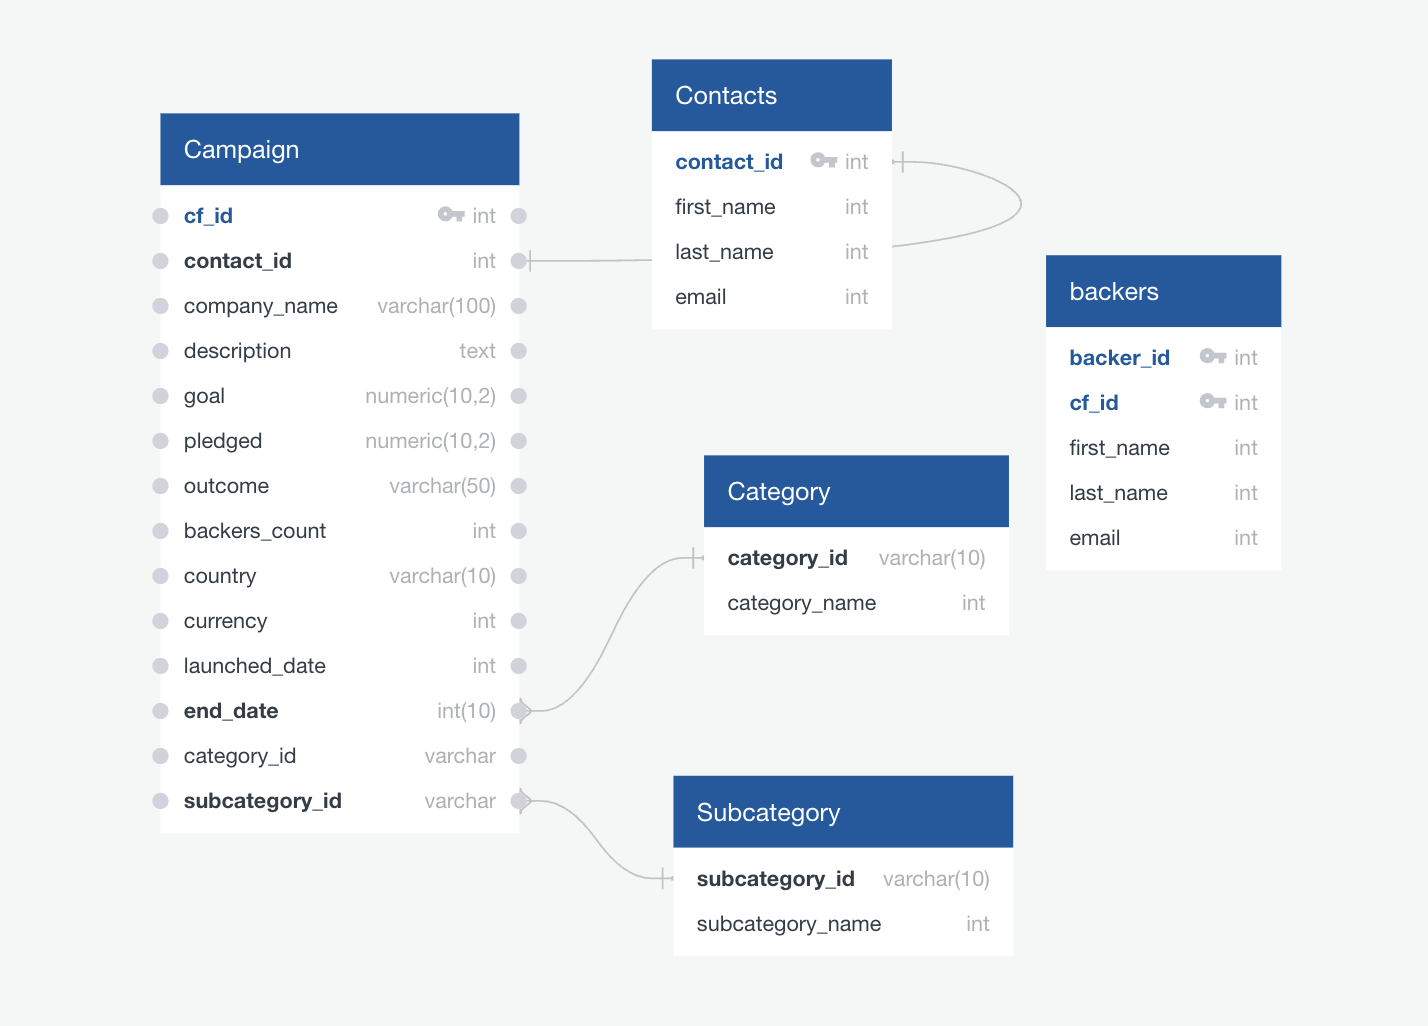 Campaign
cf_id int
contact_id int
company_name varchar(100)
description text
goal numeric(10,2)
pledged numeric(10,2)
outcome varchar(50)
backers_count int
country varchar(10)
currency int
launched_date int
end_date int(10)
category_id varchar
subcategory_id varchar
Contacts
contact_id int
first_name int
last_name int
email int
backers
backer_id int
cf_id int
first_name int
last_name int
email int
Category
category_id varchar(10)
category_name int
Subcategory
subcategory_id varchar(10)
subcategory_name int